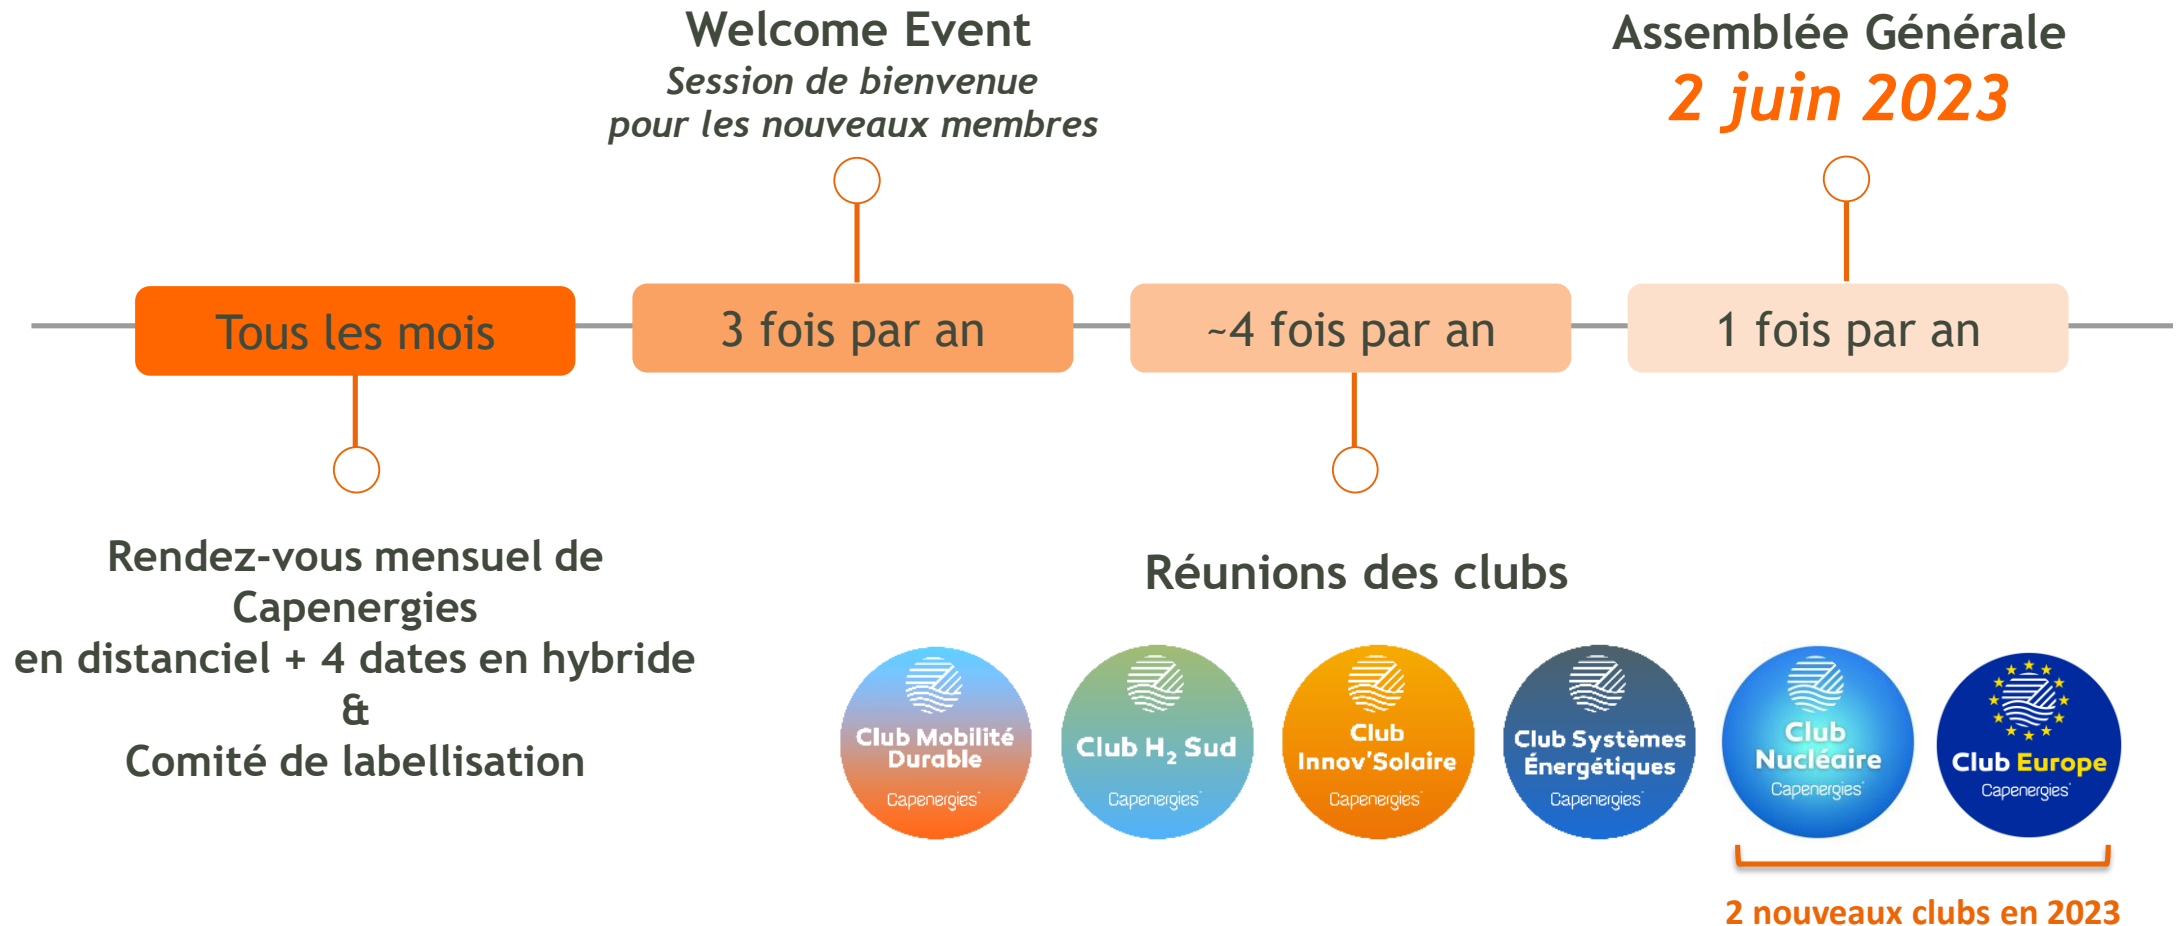 Welcome Event
Session de bienvenue
pour les nouveaux membres
Assemblée Générale
2 juin 2023
Tous les mois
3 fois par an
~4 fois par an
1 fois par an
Rendez-vous mensuel de
Capenergies
en distanciel + 4 dates en hybride
&
Comité de labellisation
Réunions des clubs
Club Mobilité
Durable
Capenergies
Club H₂ Sud
Capenergies
Club
Innov'Solaire
Capenergies
Club Systèmes
Énergétiques
Capenergies
Club
Nucléaire
Capenergies
Club Europe
Capenergies
2 nouveaux clubs en 2023